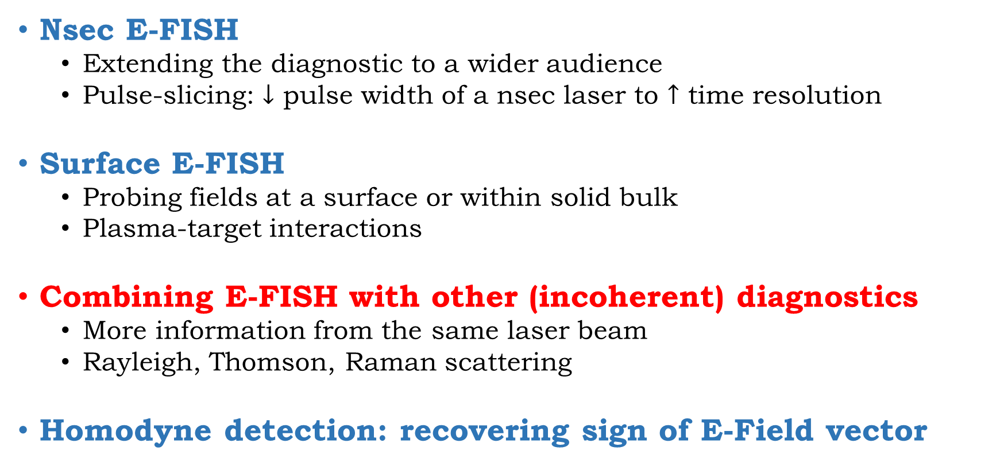 • Nsec E-FISH
• Extending the diagnostic to a wider audience
• Pulse-slicing: ↓ pulse width of a nsec laser to ↑ time resolution
• Surface E-FISH
• Probing fields at a surface or within solid bulk
• Plasma-target interactions
• Combining E-FISH with other (incoherent) diagnostics
• More information from the same laser beam
• Rayleigh, Thomson, Raman scattering
• Homodyne detection: recovering sign of E-Field vector